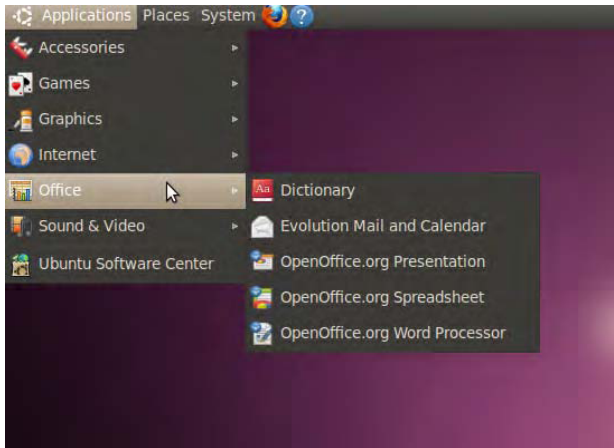 Applications Places System
Accessories
Games
Graphics
Internet
Office
Sound & Video
Ubuntu Software Center
Aa Dictionary
Evolution Mail and Calendar
OpenOffice.org Presentation
OpenOffice.org Spreadsheet
OpenOffice.org Word Processor